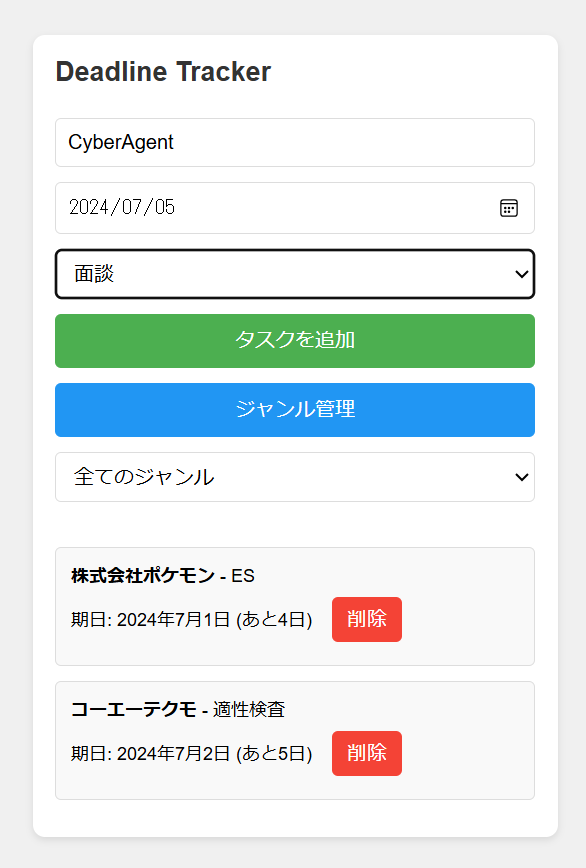 Deadline Tracker
CyberAgent
2024/07/05
面談
タスクを追加
ジャンル管理
全てのジャンル
株式会社ポケモン - ES
期日: 2024年7月1日 (あと4日) 削除
コーエーテクモ - 適性検査
期日: 2024年7月2日 (あと5日) 削除